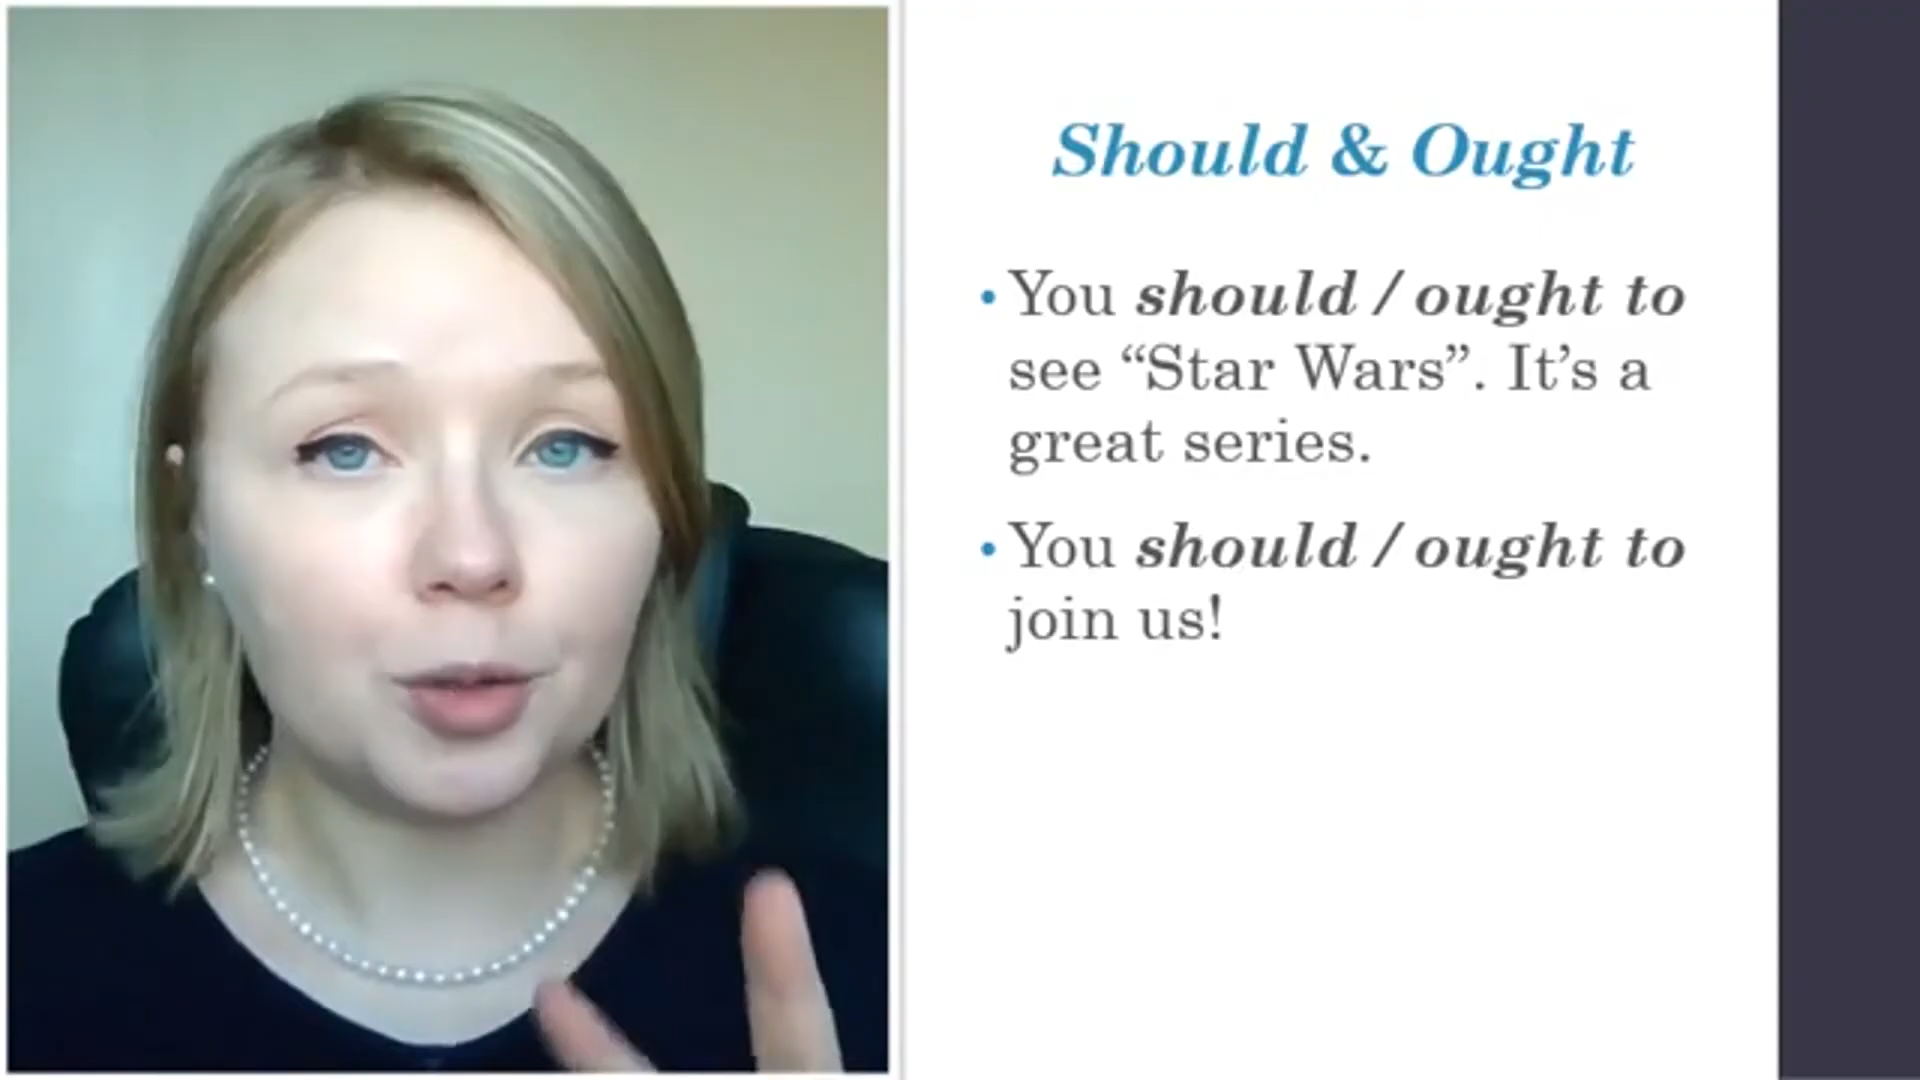 Should & Ought
• You should / ought to
see “Star Wars”. It’s a
great series.
• You should / ought to
join us!